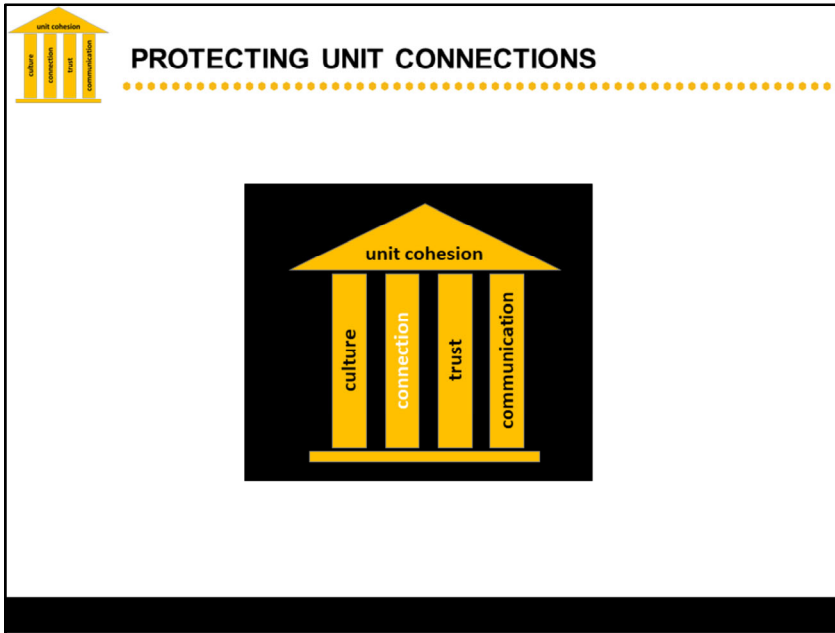 unit cohesion
culture
connection
trust
communication
PROTECTING UNIT CONNECTIONS
unit cohesion
culture
connection
trust
communication